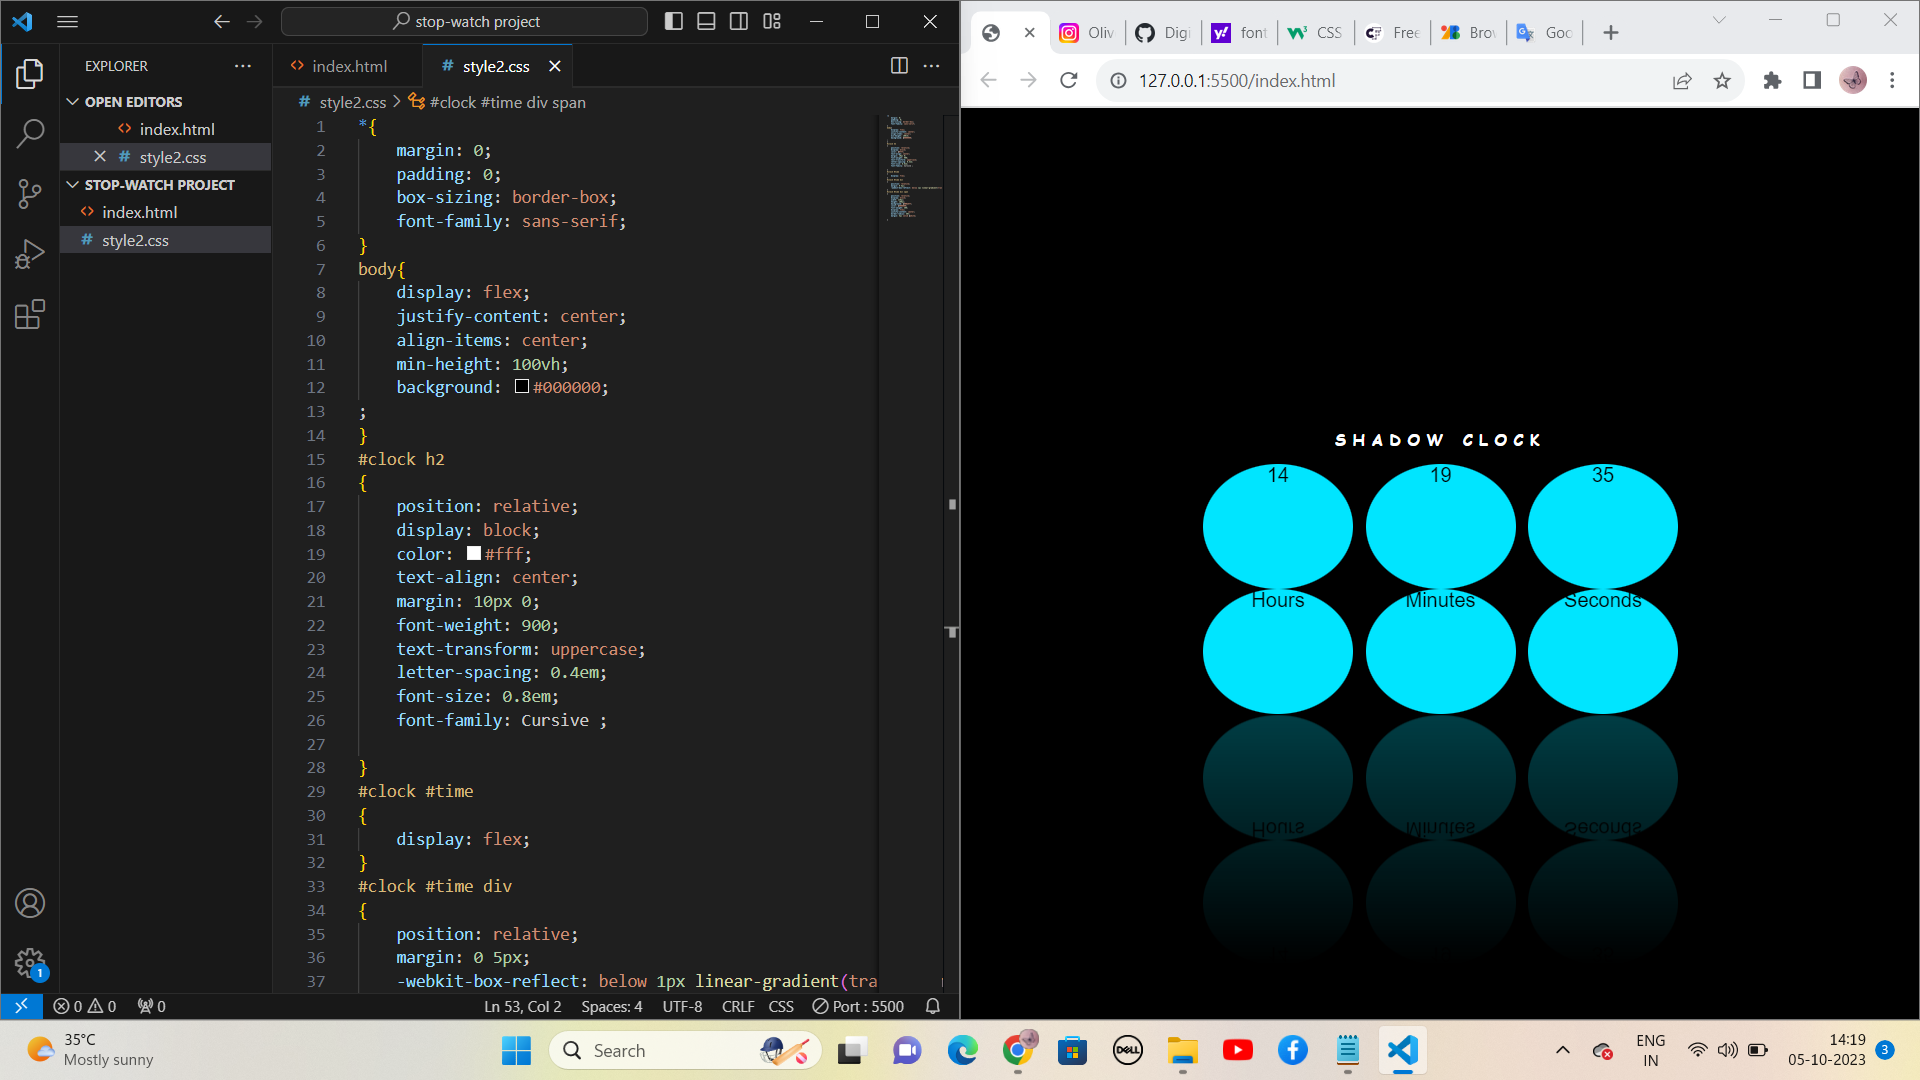 stop-watch project
EXPLORER
index.html
style2.css
OPEN EDITORS
index.html
style2.css
STOP-WATCH PROJECT
index.html
style2.css
style2.css > #clock #time div span
1 *{
2 margin: 0;
3 padding: 0;
4 box-sizing: border-box;
5 font-family: sans-serif;
6 }
7 body{
8 display: flex;
9 justify-content: center;
10 align-items: center;
11 min-height: 100vh;
12 background: #000000;
13 ;
14 }
15 #clock h2
16 {
17 position: relative;
18 display: block;
19 color: #fff;
20 text-align: center;
21 margin: 10px 0;
22 font-weight: 900;
23 text-transform: uppercase;
24 letter-spacing: 0.4em;
25 font-size: 0.8em;
26 font-family: Cursive ;
27
28 }
29 #clock #time
30 {
31 display: flex;
32 }
33 #clock #time div
34 {
35 position: relative;
36 margin: 0 5px;
37 -webkit-box-reflect: below 1px linear-gradient(tra
1
0 0 0
Ln 53, Col 2 Spaces: 4 UTF-8 CRLF CSS Port : 5500
Oliv Digi font CSS Free Brow Goo
127.0.0.1:5500/index.html
SHADOW CLOCK
14 19 35
Hours Minutes Seconds
Hours Minutes Seconds
35°C
Mostly sunny
Search
DELL
ENG
IN
14:19
05-10-2023
3